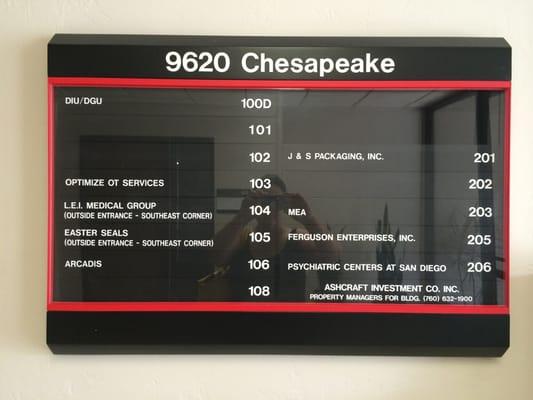 9620 Chesapeake
DIU/DGU 100D
101
102
OPTIMIZE OT SERVICES 103
L.E.I. MEDICAL GROUP 104
(OUTSIDE ENTRANCE - SOUTHEAST CORNER)
EASTER SEALS 105
(OUTSIDE ENTRANCE - SOUTHEAST CORNER)
ARCADIS 106
108
J & S PACKAGING, INC. 201
202
MEA 203
FERGUSON ENTERPRISES, INC. 205
PSYCHIATRIC CENTERS AT SAN DIEGO 206
ASHCRAFT INVESTMENT CO. INC.
PROPERTY MANAGERS FOR BLDG. (760) 632-1900